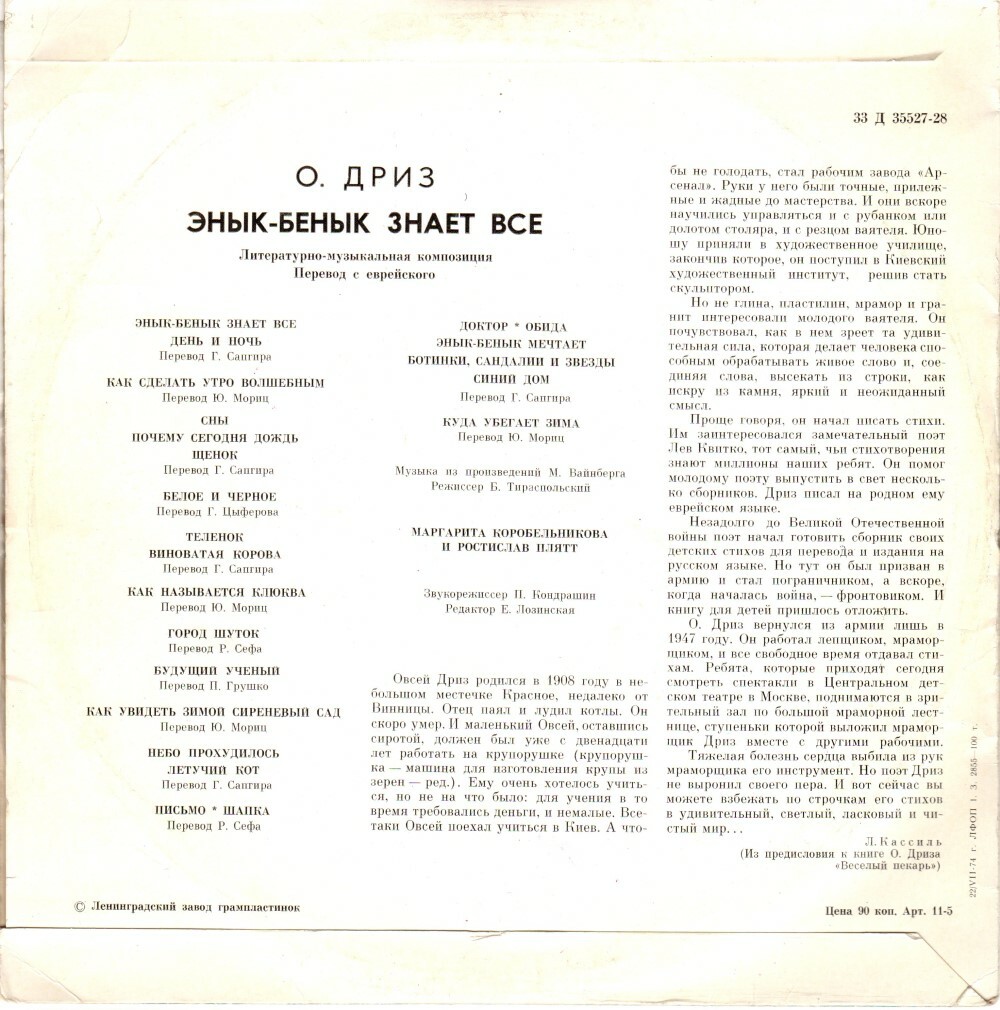 33 Д 35527-28
О. ДРИЗ
ЭНЫК-БЕНЫК ЗНАЕТ ВСЕ
Литературно-музыкальная композиция
Перевод с еврейского
ЭНЫК-БЕНЫК ЗНАЕТ ВСЕ
ДЕНЬ И НОЧЬ
Перевод Г. Сапгира
КАК СДЕЛАТЬ УТРО ВОЛШЕБНЫМ
Перевод Ю. Мориц
СНЫ
ПОЧЕМУ СЕГОДНЯ ДОЖДЬ
ЩЕНОК
Перевод Г. Сапгира
БЕЛОЕ И ЧЕРНОЕ
Перевод Г. Цыферова
ТЕЛЕНОК
ВИНОВАТАЯ КОРОВА
Перевод Г. Сапгира
КАК НАЗЫВАЕТСЯ КЛЮКВА
Перевод Ю. Мориц
ГОРОД ШУТОК
Перевод Р. Сефа
БУДУЩИЙ УЧЕНЫЙ
Перевод П. Грушко
КАК УВИДЕТЬ ЗИМОЙ СИРЕНЕВЫЙ САД
Перевод Ю. Мориц
НЕБО ПРОХУДИЛОСЬ
ЛЕТУЧИЙ КОТ
Перевод Г. Сапгира
ПИСЬМО * ШАПКА
Перевод Р. Сефа
ДОКТОР * ОБИДА
ЭНЫК-БЕНЫК МЕЧТАЕТ
БОТИНКИ, САНДАЛИИ И ЗВЕЗДЫ
СИНИЙ ДОМ
Перевод Г. Сапгира
КУДА УБЕГАЕТ ЗИМА
Перевод Ю. Мориц
Музыка из произведений М. Вайнберга
Режиссер Б. Тираспольский
МАРГАРИТА КОРОБЕЛЬНИКОВА
И РОСТИСЛАВ ПЛЯТТ
Звукорежиссер П. Кондрашин
Редактор Е. Лозинская
Овсей Дриз родился в 1908 году в не-
большом местечке Красное, недалеко от
Винницы. Отец паял и лудил котлы. Он
скоро умер. И маленький Овсей, оставшись
сиротой, должен был уже с двенадцати
лет работать на крупорушке (крупоруш-
ка — машина для изготовления крупы из
зерен — ред.). Ему очень хотелось учить-
ся, но не на что было: для учения в то
время требовались деньги, и немалые. Все-
таки Овсей поехал учиться в Киев. А что-
бы не голодать, стал рабочим завода «Ар-
сенал». Руки у него были точные, прилеж-
ные и жадные до мастерства. И они вскоре
научились управляться и с рубанком или
долотом столяра, и с резцом ваятеля. Юно-
шу приняли в художественное училище,
закончив которое, он поступил в Киевский
художественный институт, решив стать
скульптором.
Но не глина, пластилин, мрамор и гра-
нит интересовали молодого ваятеля. Он
почувствовал, как в нем зреет та удиви-
тельная сила, которая делает человека спо-
собным обрабатывать живое слово и, сое-
диняя слова, высекать из строки, как
искру из камня, яркий и неожиданный
смысл.
Проще говоря, он начал писать стихи.
Им заинтересовался замечательный поэт
Лев Квитко, тот самый, чьи стихотворения
знают миллионы наших ребят. Он помог
молодому поэту выпустить в свет несколь-
ко сборников. Дриз писал на родном ему
еврейском языке.
Незадолго до Великой Отечественной
войны поэт начал готовить сборник своих
детских стихов для перевода и издания на
русском языке. Но тут он был призван в
армию и стал пограничником, а вскоре,
когда началась война, — фронтовиком. И
книгу для детей пришлось отложить.
О. Дриз вернулся из армии лишь в
1947 году. Он работал лепщиком, мрамор-
щиком, и все свободное время отдавал сти-
хам. Ребята, которые приходят сегодня
смотреть спектакли в Центральном дет-
ском театре в Москве, поднимаются в зри-
тельный зал по большой мраморной лест-
нице, ступеньки которой выложил мрамор-
щик Дриз вместе с другими рабочими.
Тяжелая болезнь сердца выбила из рук
мраморщика его инструмент. Но поэт Дриз
не выронил своего пера. И вот сейчас вы
можете взбежать по строчкам его стихов
в удивительный, светлый, ласковый и чи-
стый мир...
Л. Кассиль
(Из предисловия к книге О. Дриза
«Веселый пекарь»)
22/VII-74 г. ЛФОП 1. З. 2855-100 т.
© Ленинградский завод грампластинок
Цена 90 коп. Арт. 11-5